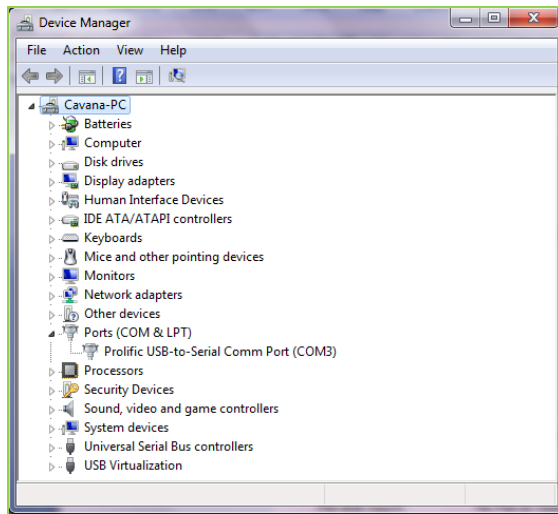 Device Manager
File Action View Help
Cavana-PC
Batteries
Computer
Disk drives
Display adapters
Human Interface Devices
IDE ATA/ATAPI controllers
Keyboards
Mice and other pointing devices
Monitors
Network adapters
Other devices
Ports (COM & LPT)
Prolific USB-to-Serial Comm Port (COM3)
Processors
Security Devices
Sound, video and game controllers
System devices
Universal Serial Bus controllers
USB Virtualization